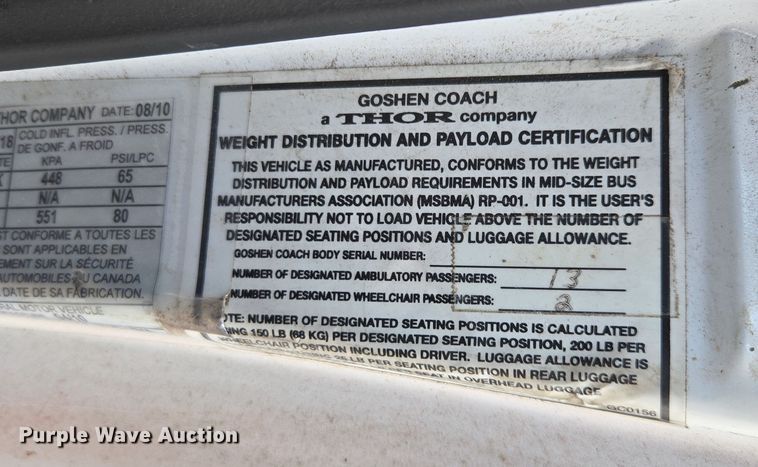 THOR COMPANY DATE: 08/10
18 COLD INFL. PRESS. / PRESS.
DE GONF. A FROID
KPA PSI/LPC
448 65
N/A N/A
551 80
EST CONFORME A TOUTES LES
SONT APPLICABLES EN
SUR LA SÉCURITÉ
AUTOMOBILES DU CANADA
DATE DE SA FABRICATION.
MOTOR VEHICLE
GOSHEN COACH
a THOR company
WEIGHT DISTRIBUTION AND PAYLOAD CERTIFICATION
THIS VEHICLE AS MANUFACTURED, CONFORMS TO THE WEIGHT
DISTRIBUTION AND PAYLOAD REQUIREMENTS IN MID-SIZE BUS
MANUFACTURERS ASSOCIATION (MSBMA) RP-001. IT IS THE USER'S
RESPONSIBILITY NOT TO LOAD VEHICLE ABOVE THE NUMBER OF
DESIGNATED SEATING POSITIONS AND LUGGAGE ALLOWANCE.
GOSHEN COACH BODY SERIAL NUMBER:
NUMBER OF DESIGNATED AMBULATORY PASSENGERS: 13
NUMBER OF DESIGNATED WHEELCHAIR PASSENGERS: 2
NOTE: NUMBER OF DESIGNATED SEATING POSITIONS IS CALCULATED
150 LB (68 KG) PER DESIGNATED SEATING POSITION, 200 LB PER
WHEELCHAIR POSITION INCLUDING DRIVER. LUGGAGE ALLOWANCE IS
LB PER SEATING POSITION IN REAR LUGGAGE
SEAT IN OVERHEAD LUGGAGE
GC0156
Purple Wave Auction